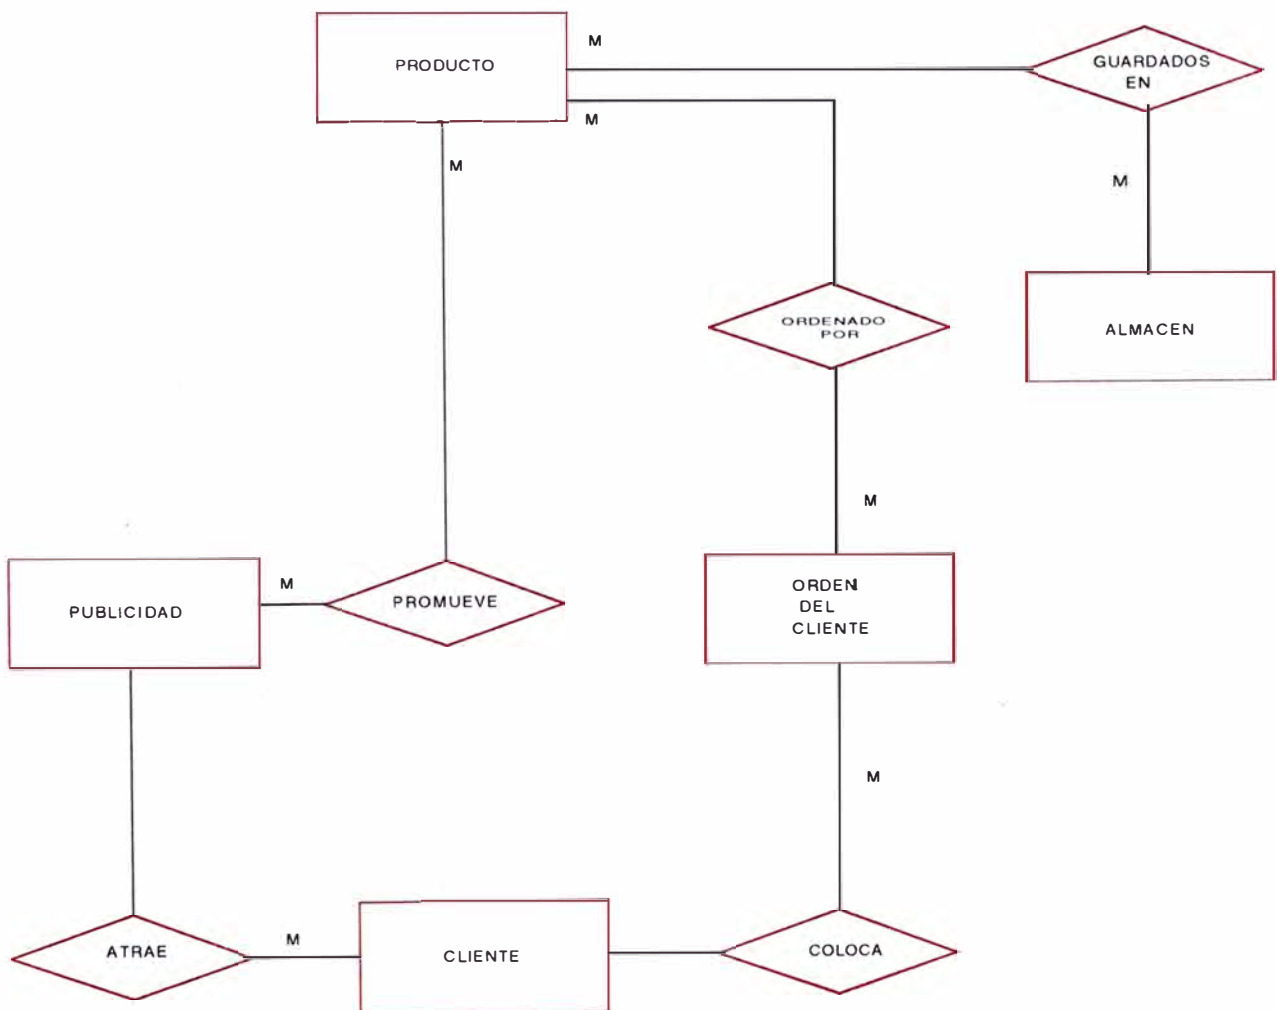 M
PRODUCTO
GUARDADOS
EN
M
M
M
ORDENADO
POR
ALMACEN
M
M
PROMUEVE
PUBLICIDAD
ORDEN
DEL
CLIENTE
M
M
ATRAE
CLIENTE
COLOCA